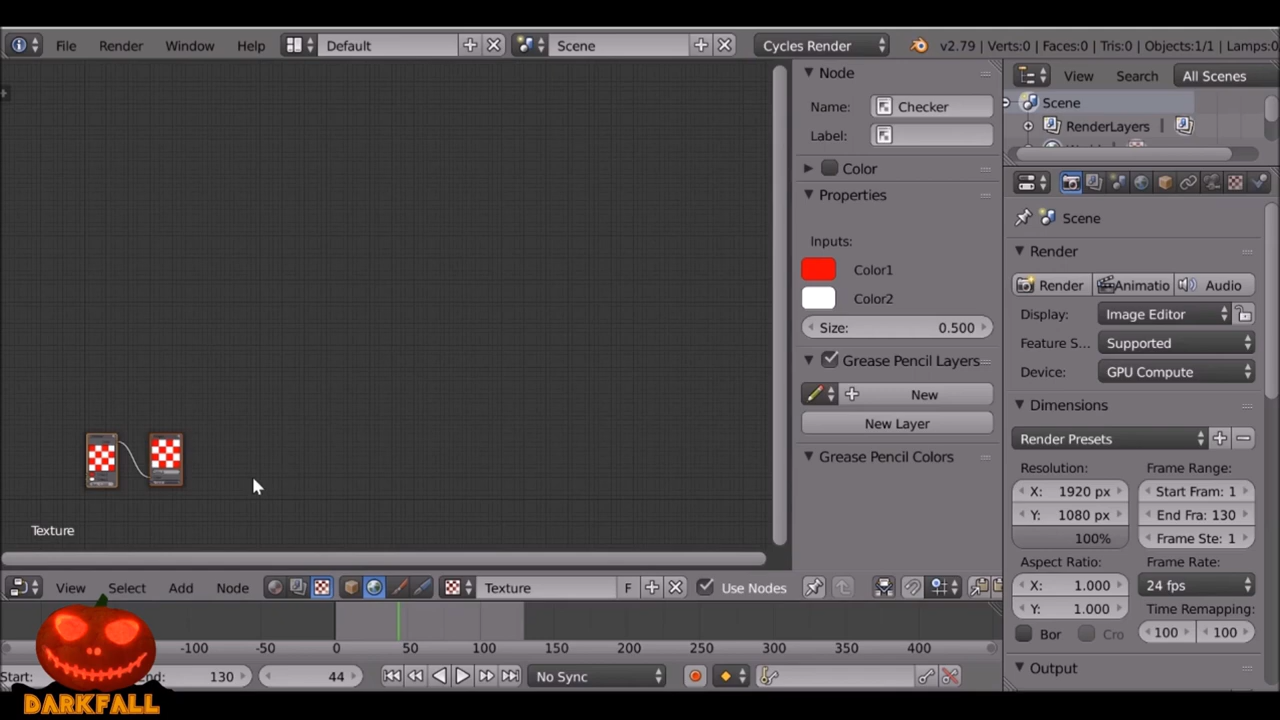 File Render Window Help Default Scene Cycles Render v2.79 | Verts:0 | Faces:0 | Tris:0 | Objects:1/1 | Lamps:0
Node
Name: Checker
Label:
Color
Properties
Inputs:
Color1
Color2
Size: 0.500
Grease Pencil Layers
New
New Layer
Grease Pencil Colors
View Search All Scenes
Scene
RenderLayers
Scene
Render
Render Animatio Audio
Display: Image Editor
Feature S... Supported
Device: GPU Compute
Dimensions
Render Presets
Resolution: Frame Range:
X: 1920 px Start Fram: 1
Y: 1080 px End Fra: 130
100% Frame Ste: 1
Aspect Ratio: Frame Rate:
X: 1.000 24 fps
Y: 1.000 Time Remapping:
Bor Cro 100 100
Output
Texture
View Select Add Node Texture F Use Nodes
-100 -50 0 50 100 150 200 250 300 350 400
Start: End: 130 44 No Sync
DARKFALL